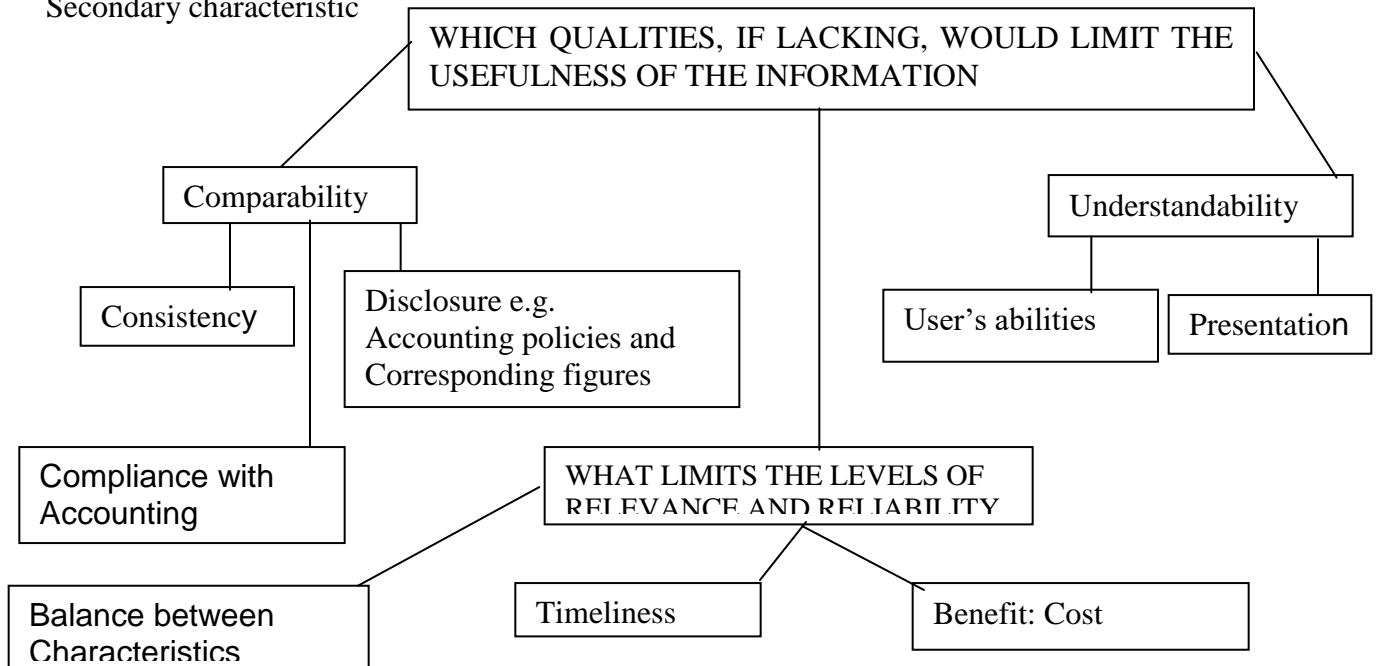 Secondary characteristic
WHICH QUALITIES, IF LACKING, WOULD LIMIT THE
USEFULNESS OF THE INFORMATION
Comparability
Understandability
Consistency
Disclosure e.g.
Accounting policies and
Corresponding figures
User’s abilities
Presentation
Compliance with
Accounting
WHAT LIMITS THE LEVELS OF
RELEVANCE AND RELIABILITY
Balance between
Characteristics
Timeliness
Benefit: Cost